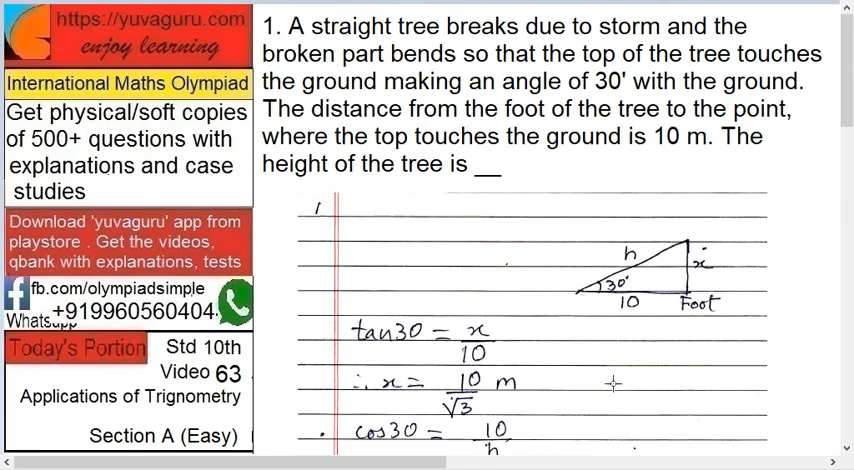 https://yuvaguru.com
enjoy learning
International Maths Olympiad
Get physical/soft copies
of 500+ questions with
explanations and case
studies
Download 'yuvaguru' app from
playstore . Get the videos,
qbank with explanations, tests
fb.com/olympiadsimple
+919960560404.
Whatsupp
Today's Portion Std 10th
Video 63
Applications of Trignometry
Section A (Easy)
1. A straight tree breaks due to storm and the
broken part bends so that the top of the tree touches
the ground making an angle of 30' with the ground.
The distance from the foot of the tree to the point,
where the top touches the ground is 10 m. The
height of the tree is __
1
h
x
30°
10 Foot
tan30 = x
10
∴ x = 10 m
√3
cos30 = 10
h